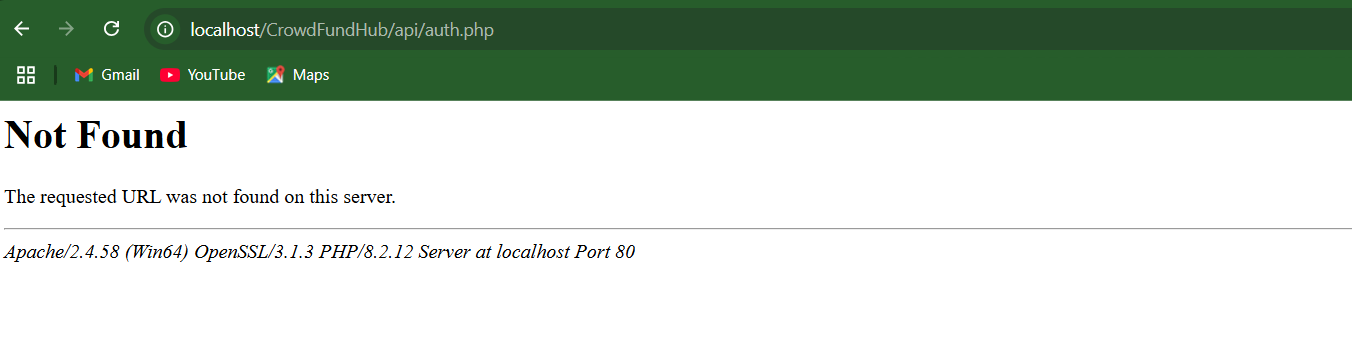 localhost/CrowdFundHub/api/auth.php
Gmail YouTube Maps
Not Found
The requested URL was not found on this server.
Apache/2.4.58 (Win64) OpenSSL/3.1.3 PHP/8.2.12 Server at localhost Port 80